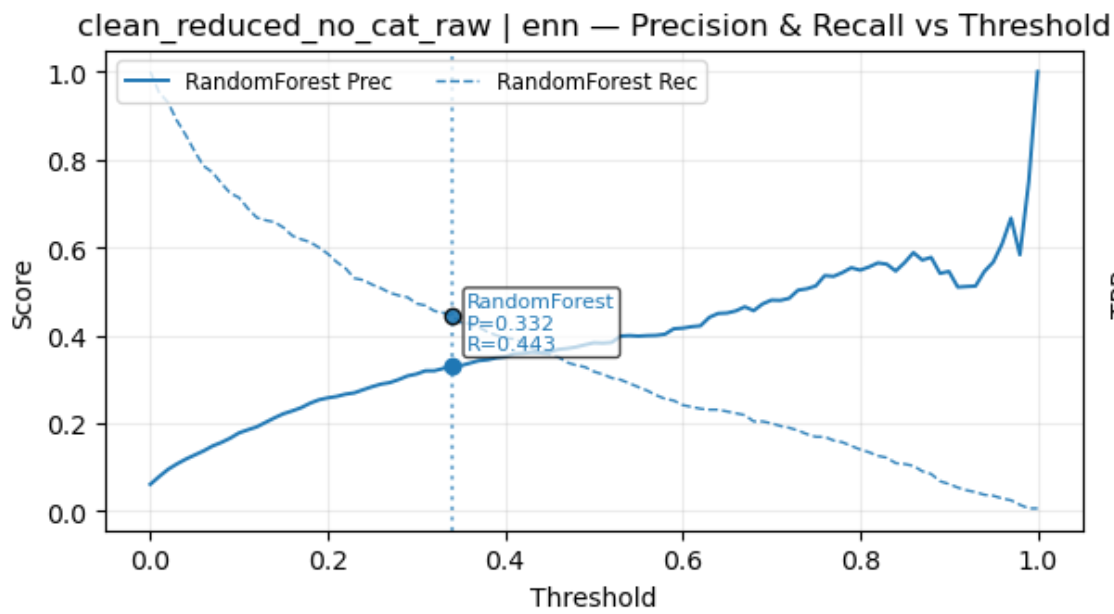 clean_reduced_no_cat_raw | enn — Precision & Recall vs Threshold
RandomForest Prec
RandomForest Rec
1.0
0.8
0.6
0.4
0.2
0.0
Score
RandomForest
P=0.332
R=0.443
0.0
0.2
0.4
0.6
0.8
1.0
Threshold